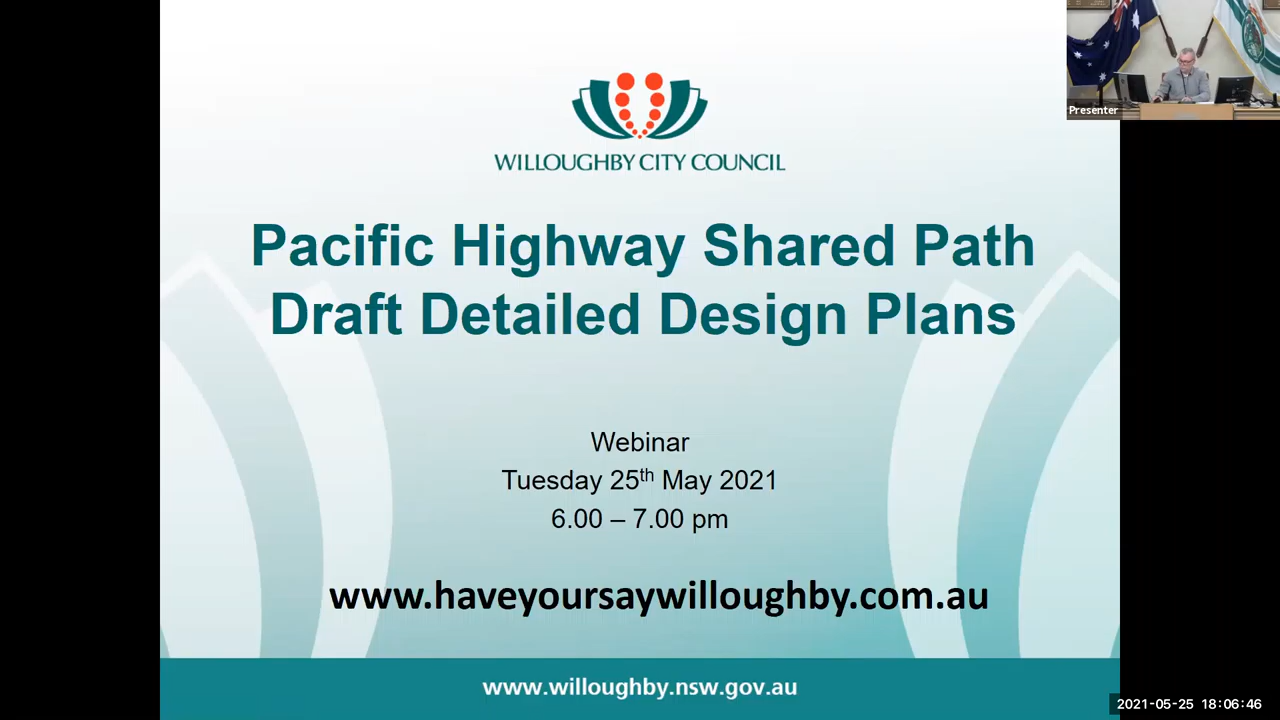 WILLOUGHBY CITY COUNCIL
Presenter
Pacific Highway Shared Path
Draft Detailed Design Plans
Webinar
Tuesday 25th May 2021
6.00 – 7.00 pm
www.haveyoursaywilloughby.com.au
www.willoughby.nsw.gov.au
2021-05-25 18:06:46